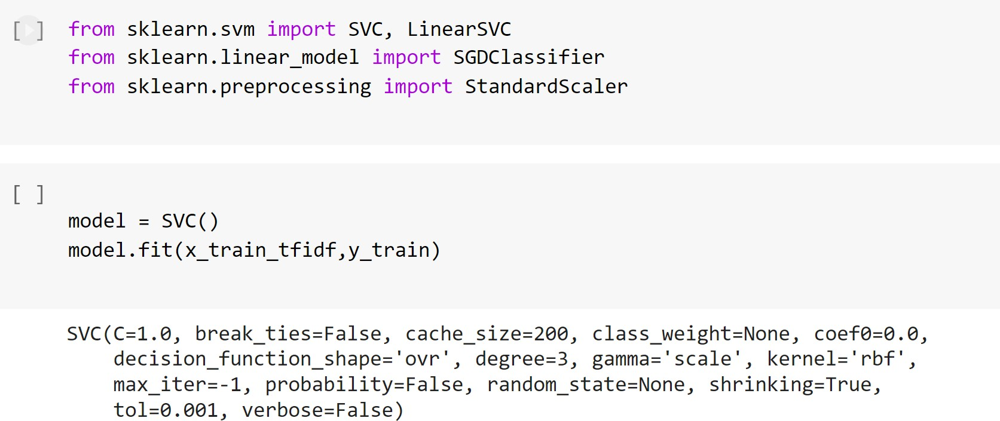 [ ] from sklearn.svm import SVC, LinearSVC
from sklearn.linear_model import SGDClassifier
from sklearn.preprocessing import StandardScaler
[ ]
model = SVC()
model.fit(x_train_tfidf,y_train)
SVC(C=1.0, break_ties=False, cache_size=200, class_weight=None, coef0=0.0,
decision_function_shape='ovr', degree=3, gamma='scale', kernel='rbf',
max_iter=-1, probability=False, random_state=None, shrinking=True,
tol=0.001, verbose=False)